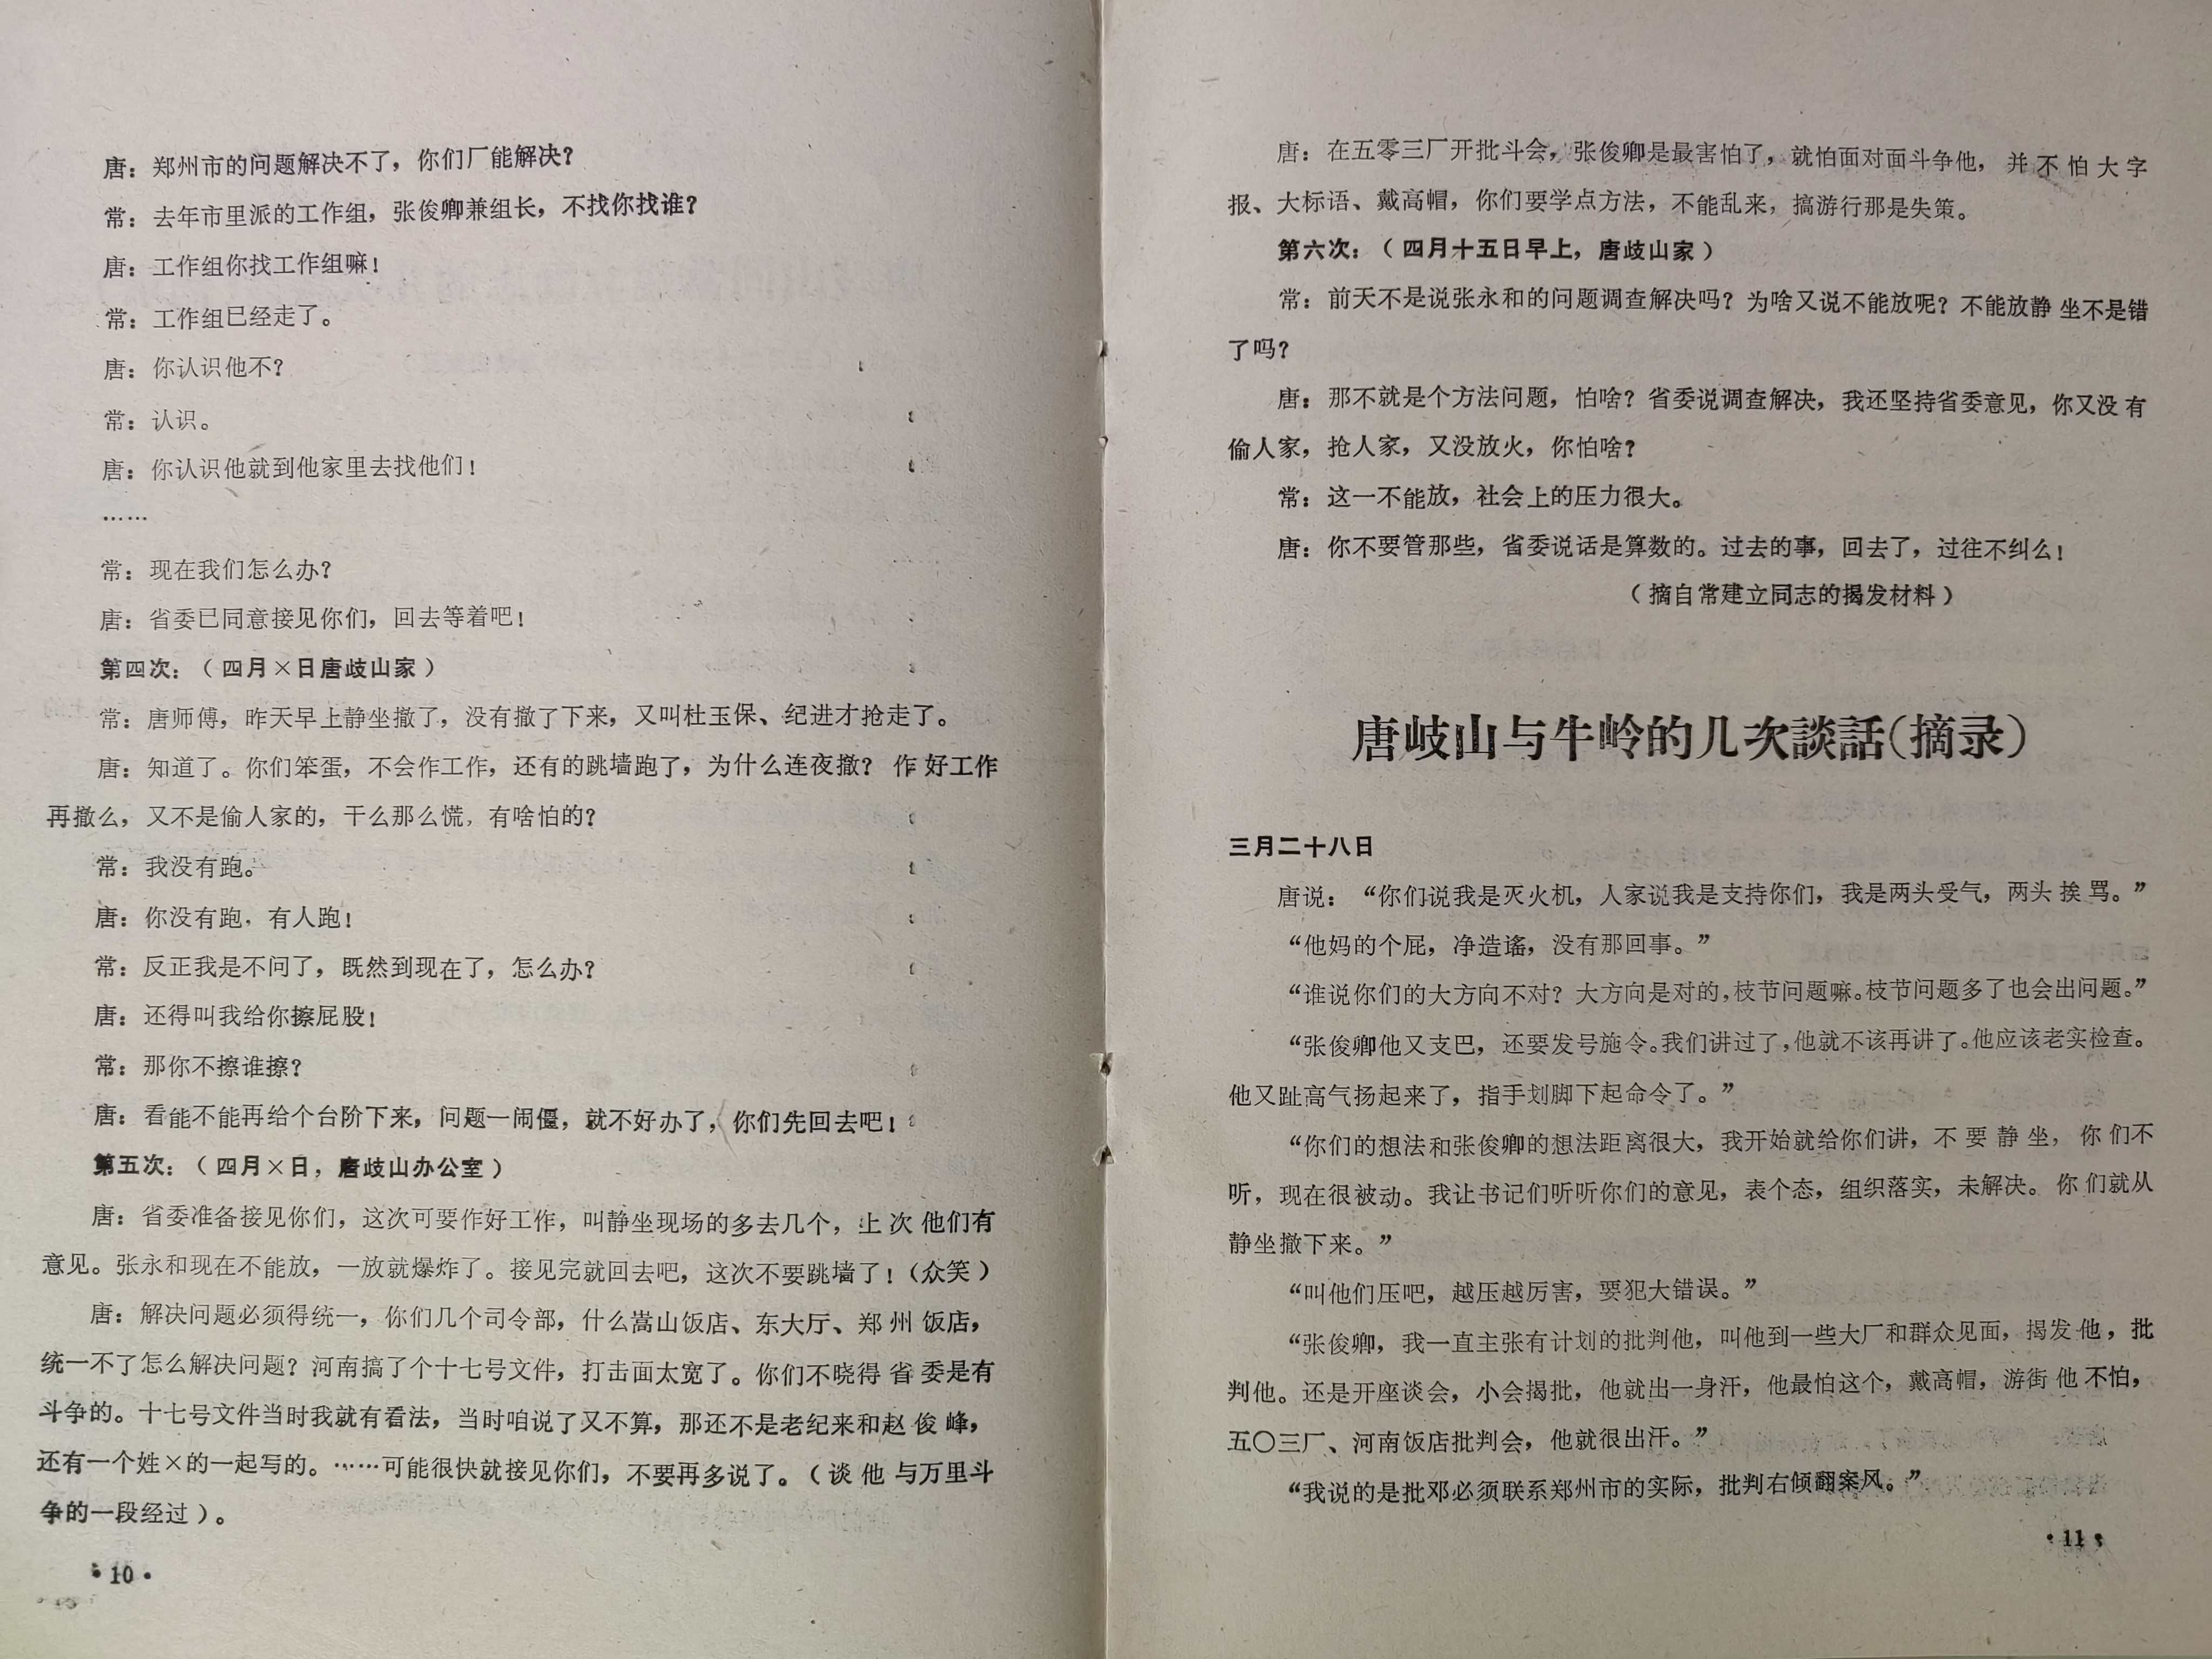 唐：郑州市的问题解决不了，你们厂能解决？
常：去年市里派的工作组，张俊卿兼组长，不找你找谁？
唐：工作组你找工作组嘛！
常：工作组已经走了。
唐：你认识他不？
常：认识。
唐：你认识他就到他家里去找他们！
……
常：现在我们怎么办？
唐：省委已同意接见你们，回去等着吧！
第四次：（四月×日唐歧山家）
常：唐师傅，昨天早上静坐撤了，没有撤了下来，又叫杜玉保、纪进才抢走了。
唐：知道了。你们笨蛋，不会作工作，还有的跳墙跑了，为什么连夜撤？作好工作
再撤么，又不是偷人家的，干么那么慌，有啥怕的？
常：我没有跑。
唐：你没有跑，有人跑！
常：反正我是不问了，既然到现在了，怎么办？
唐：还得叫我给你擦屁股！
常：那你不擦谁擦？
唐：看能不能再给个台阶下来，问题一闹僵，就不好办了，你们先回去吧！
第五次：（四月×日，唐歧山办公室）
唐：省委准备接见你们，这次可要作好工作，叫静坐现场的多去几个，上次他们有
意见。张永和现在不能放，一放就爆炸了。接见完就回去吧，这次不要跳墙了！（众笑）
唐：解决问题必须得统一，你们几个司令部，什么嵩山饭店、东大厅、郑州饭店，
统一不了怎么解决问题？河南搞了个十七号文件，打击面太宽了。你们不晓得省委是有
斗争的。十七号文件当时我就有看法，当时咱说了又不算，那还不是老纪来和赵俊峰，
还有一个姓×的一起写的。……可能很快就接见你们，不要再多说了。（谈他与万里斗
争的一段经过）。
·10·
唐：在五零三厂开批斗会，张俊卿是最害怕了，就怕面对面斗争他，并不怕大字
报、大标语、戴高帽，你们要学点方法，不能乱来，搞游行那是失策。
第六次：（四月十五日早上，唐歧山家）
常：前天不是说张永和的问题调查解决吗？为啥又说不能放呢？不能放静坐不是错
了吗？
唐：那不就是个方法问题，怕啥？省委说调查解决，我还坚持省委意见，你又没有
偷人家，抢人家，又没放火，你怕啥？
常：这一不能放，社会上的压力很大。
唐：你不要管那些，省委说话是算数的。过去的事，回去了，过往不纠么！
（摘自常建立同志的揭发材料）
唐岐山与牛岭的几次談話（摘录）
三月二十八日
唐说：“你们说我是灭火机，人家说我是支持你们，我是两头受气，两头挨骂。”
“他妈的个屁，净造谣，没有那回事。”
“谁说你们的大方向不对？大方向是对的，枝节问题嘛。枝节问题多了也会出问题。”
“张俊卿他又支巴，还要发号施令。我们讲过了，他就不该再讲了。他应该老实检查。
他又趾高气扬起来了，指手划脚下起命令了。”
“你们的想法和张俊卿的想法距离很大，我开始就给你们讲，不要静坐，你们不
听，现在很被动。我让书记们听听你们的意见，表个态，组织落实，未解决。你们就从
静坐撤下来。”
“叫他们压吧，越压越厉害，要犯大错误。”
“张俊卿，我一直主张有计划的批判他，叫他到一些大厂和群众见面，揭发他，批
判他。还是开座谈会，小会揭批，他就出一身汗，他最怕这个，戴高帽，游街他不怕，
五〇三厂、河南饭店批判会，他就很出汗。”
“我说的是批邓必须联系郑州市的实际，批判右倾翻案风。”
·11·